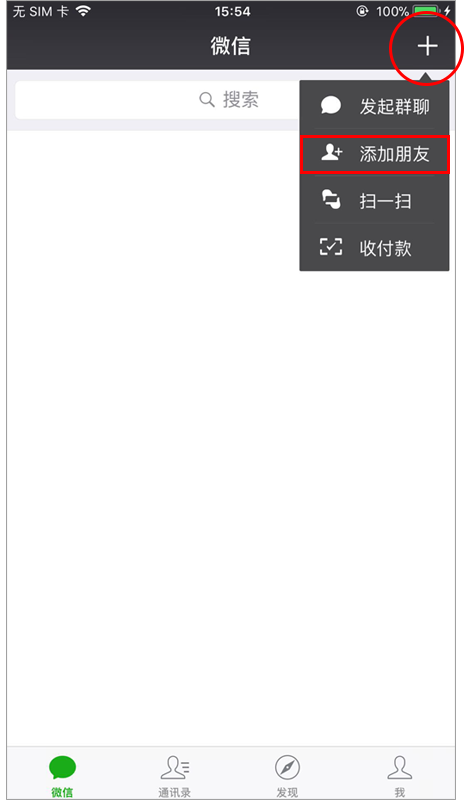 无 SIM 卡 15:54 100%
微信
搜索
发起群聊
添加朋友
扫一扫
收付款
微信 通讯录 发现 我